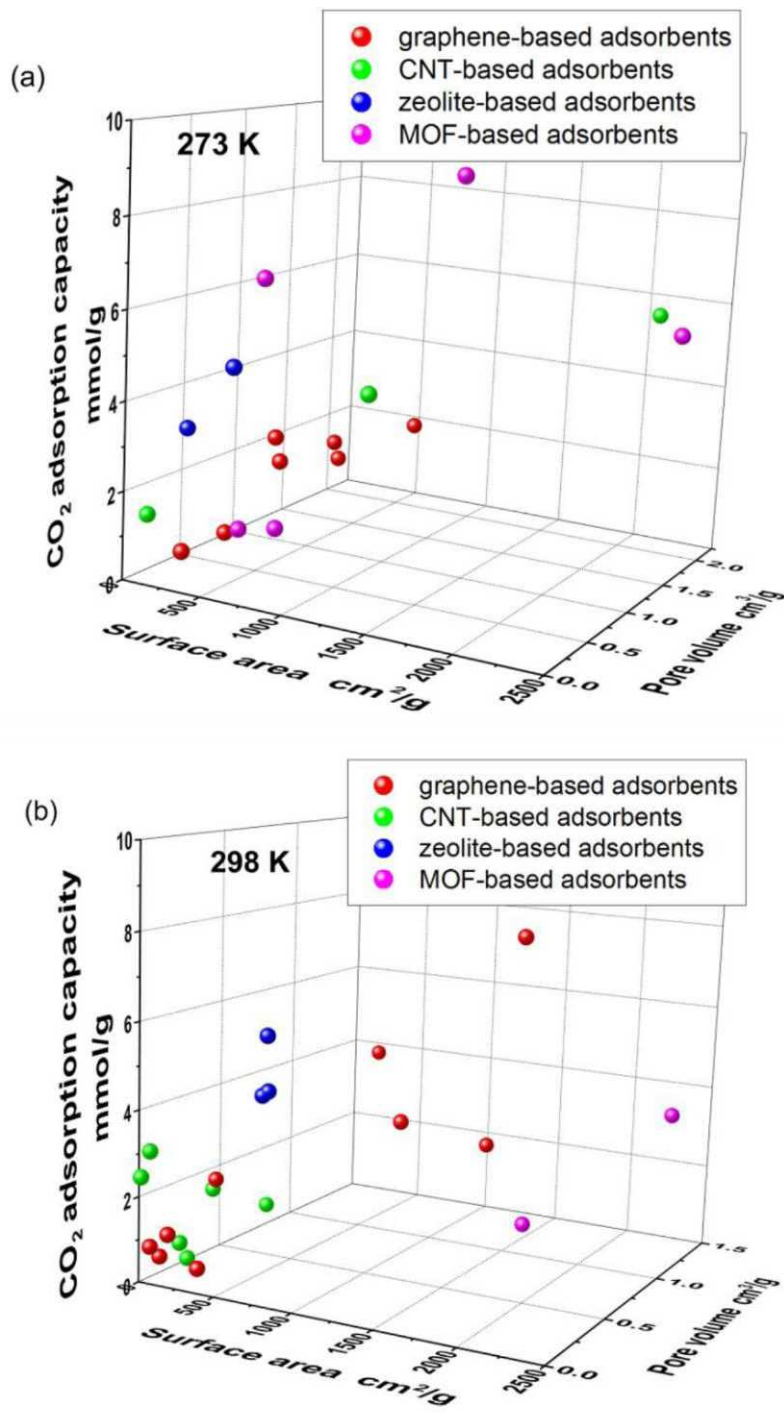 (a)
graphene-based adsorbents
CNT-based adsorbents
zeolite-based adsorbents
MOF-based adsorbents
273 K
CO₂ adsorption capacity
mmol/g
10
8
6
4
2
0
500
1000
1500
2000
2500
Surface area cm²/g
0.0
0.5
1.0
1.5
2.0
Pore volume cm³/g
(b)
graphene-based adsorbents
CNT-based adsorbents
zeolite-based adsorbents
MOF-based adsorbents
298 K
CO₂ adsorption capacity
mmol/g
10
8
6
4
2
500
1000
1500
2000
2500
Surface area cm²/g
0.0
0.5
1.0
1.5
Pore volume cm³/g